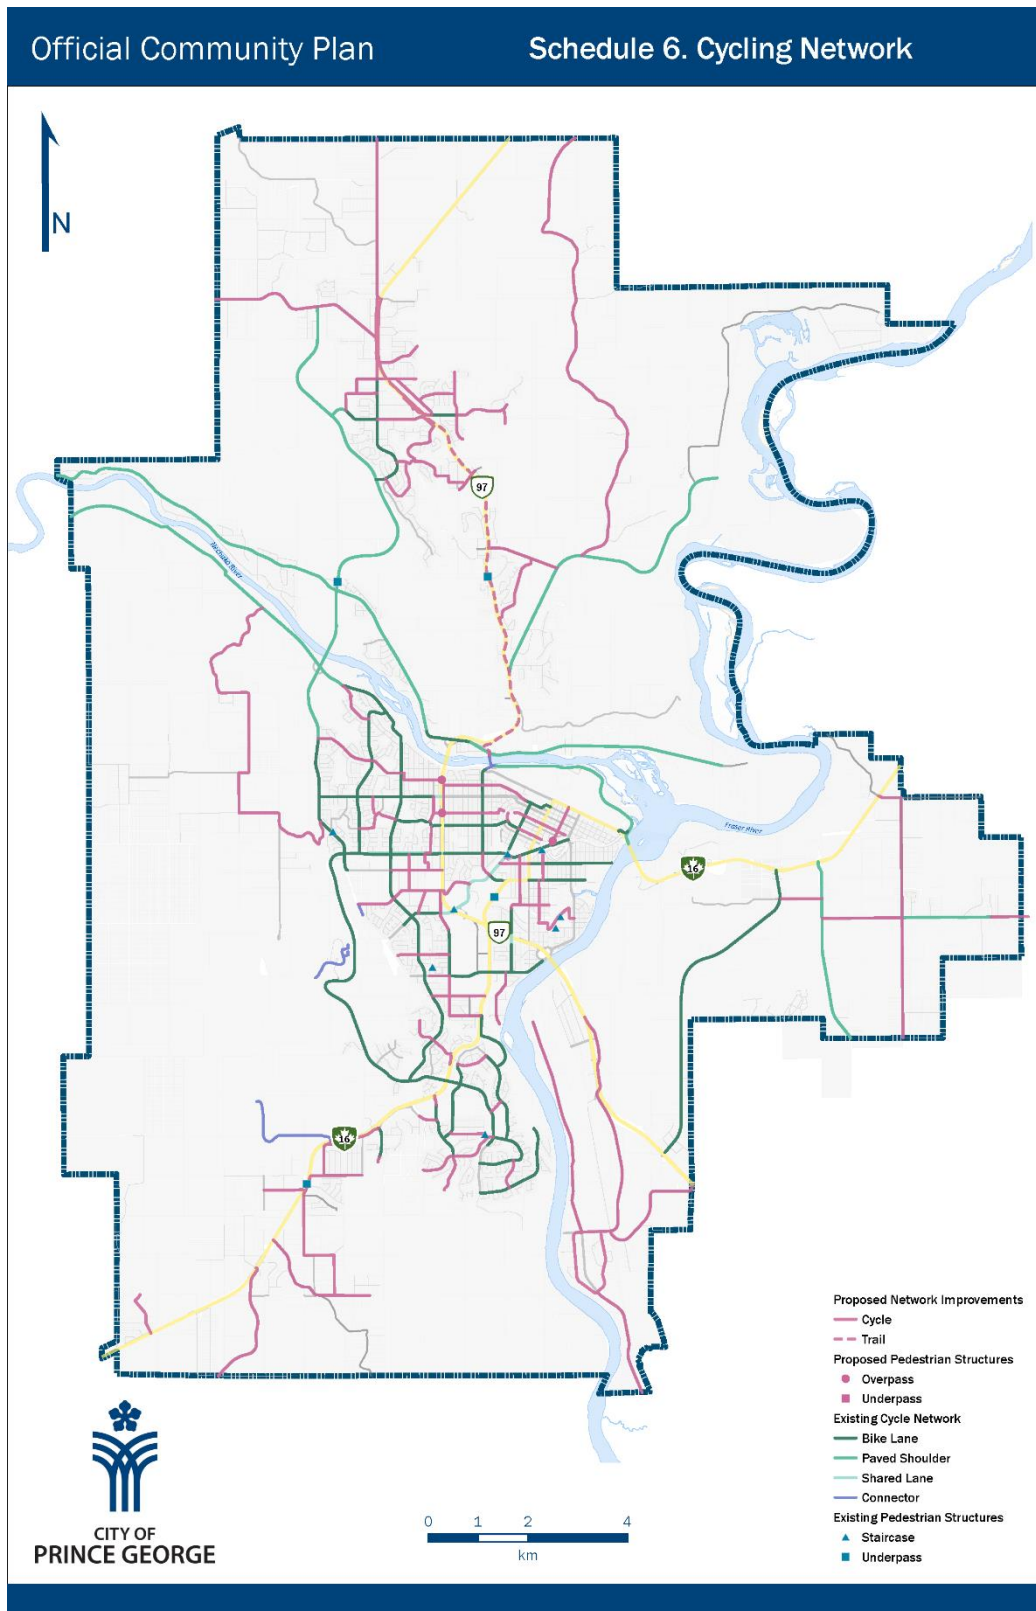 Official Community Plan
Schedule 6. Cycling Network
N
97
Nechako River
Fraser River
16
97
16
Proposed Network Improvements
Cycle
Trail
Proposed Pedestrian Structures
Overpass
Underpass
Existing Cycle Network
Bike Lane
Paved Shoulder
Shared Lane
Connector
Existing Pedestrian Structures
Staircase
Underpass
CITY OF
PRINCE GEORGE
0 1 2 4
km